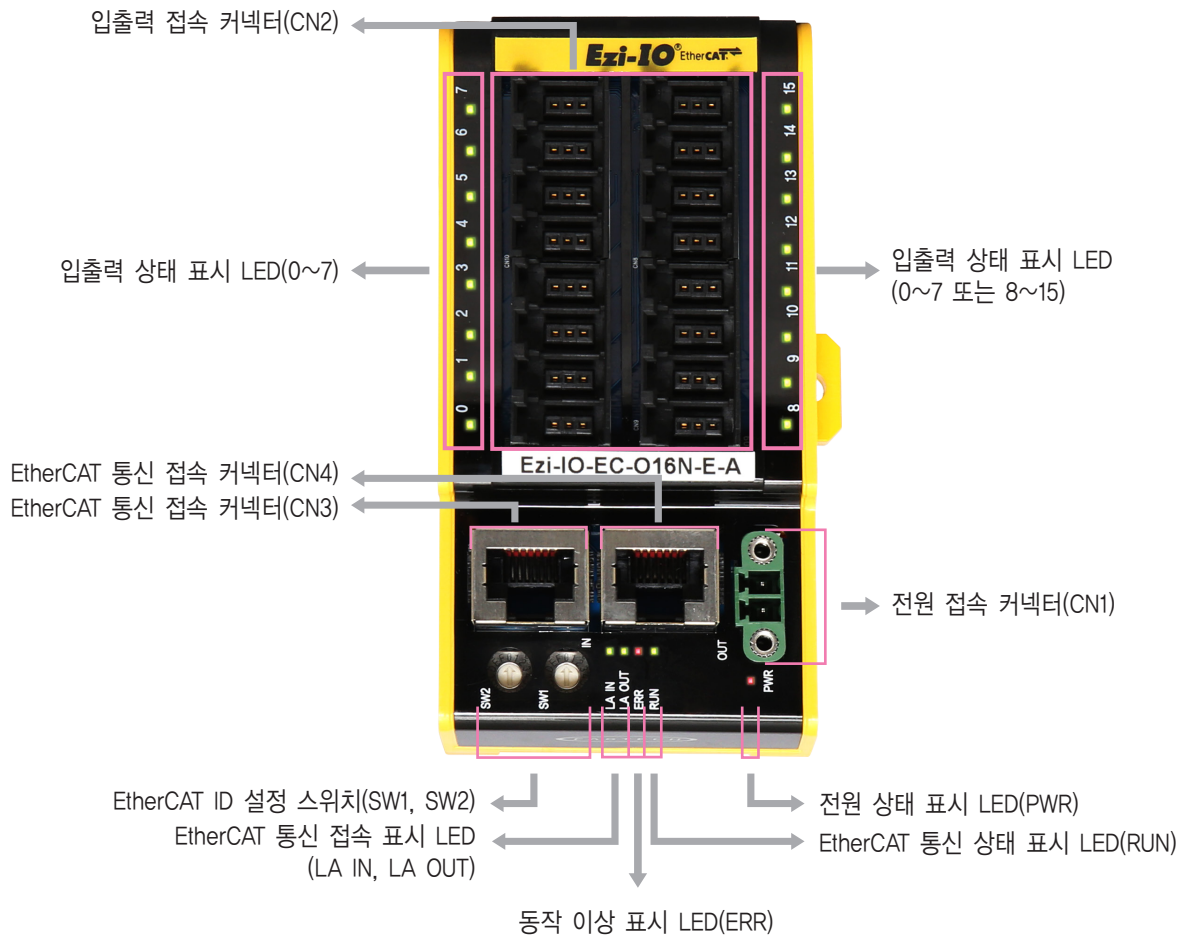 입출력 접속 커넥터(CN2)
Ezi-IO® EtherCAT
7
6
5
4
3
2
1
0
15
14
13
12
11
10
9
8
CN10
CN8
CN9
입출력 상태 표시 LED(0~7)
입출력 상태 표시 LED
(0~7 또는 8~15)
Ezi-IO-EC-O16N-E-A
EtherCAT 통신 접속 커넥터(CN4)
EtherCAT 통신 접속 커넥터(CN3)
전원 접속 커넥터(CN1)
IN
OUT
SW2
SW1
LA IN
LA OUT
ERR
RUN
PWR
EtherCAT ID 설정 스위치(SW1, SW2)
EtherCAT 통신 접속 표시 LED
(LA IN, LA OUT)
전원 상태 표시 LED(PWR)
EtherCAT 통신 상태 표시 LED(RUN)
동작 이상 표시 LED(ERR)